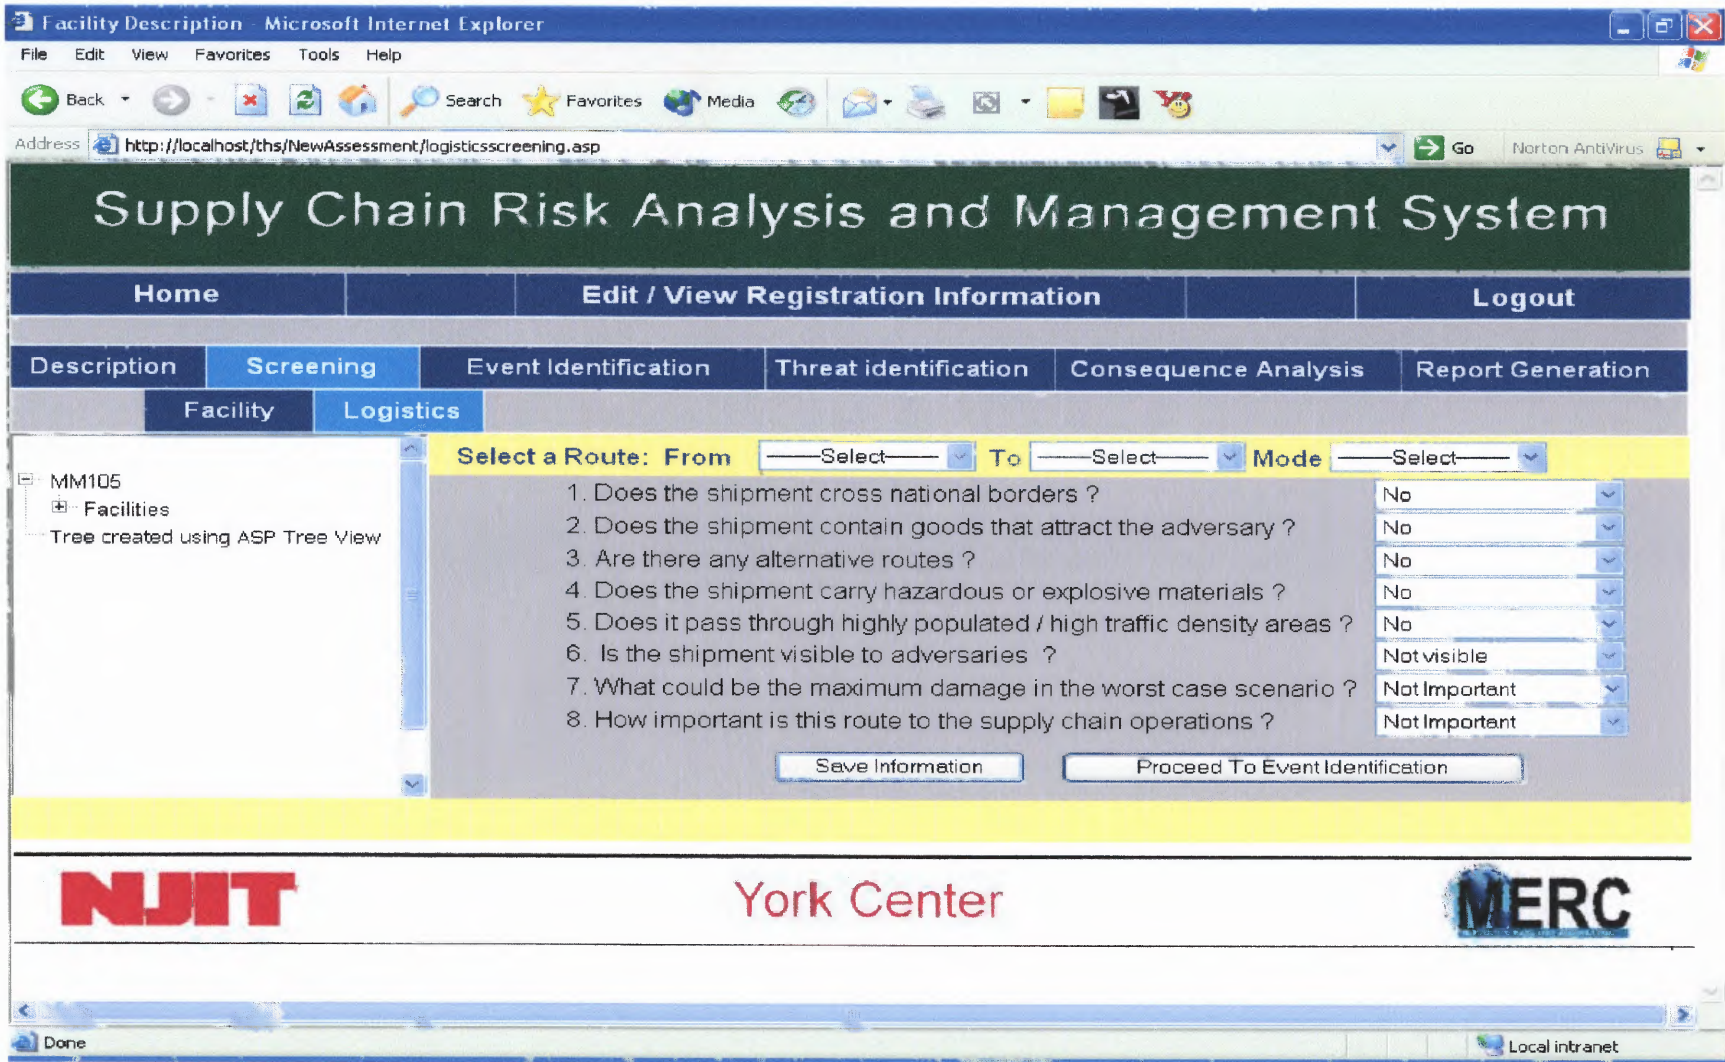 Facility Description - Microsoft Internet Explorer
File Edit View Favorites Tools Help
Back Search Favorites Media
Address http://localhost/ths/NewAssessment/logisticsscreening.asp Go Norton AntiVirus
Supply Chain Risk Analysis and Management System
Home Edit / View Registration Information Logout
Description Screening Event Identification Threat identification Consequence Analysis Report Generation
Facility Logistics
Select a Route: From ——Select—— To ——Select—— Mode ——Select——
MM105
Facilities
Tree created using ASP Tree View
1. Does the shipment cross national borders ? No
2. Does the shipment contain goods that attract the adversary ? No
3. Are there any alternative routes ? No
4. Does the shipment carry hazardous or explosive materials ? No
5. Does it pass through highly populated / high traffic density areas ? No
6. Is the shipment visible to adversaries ? Not visible
7. What could be the maximum damage in the worst case scenario ? Not Important
8. How important is this route to the supply chain operations ? Not Important
Save Information Proceed To Event Identification
NJIT York Center MERC
Done Local intranet